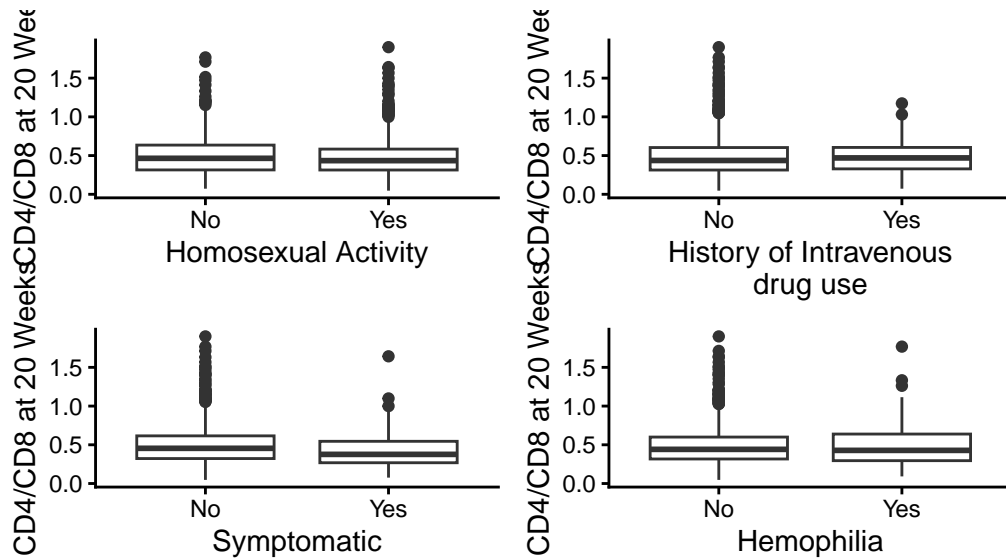 CD4/CD8 at 20 Wee
1.5
1.0
0.5
0.0
No Yes
Homosexual Activity
CD4/CD8 at 20 Wee
1.5
1.0
0.5
0.0
No Yes
History of Intravenous
drug use
CD4/CD8 at 20 Weeks
1.5
1.0
0.5
0.0
No Yes
Symptomatic
CD4/CD8 at 20 Weeks
1.5
1.0
0.5
0.0
No Yes
Hemophilia